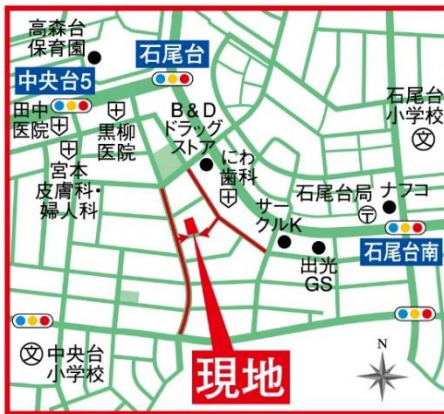 高森台
保育園
石尾台
中央台5
田中
医院
黒柳
医院
宮本
皮膚科・
婦人科
B&D
ドラッグ
ストア
にわ
歯科
石尾台
小学校
文
石尾台局
〒
ナフコ
サー
クルK
石尾台南
出光
GS
現地
文
中央台
小学校
N